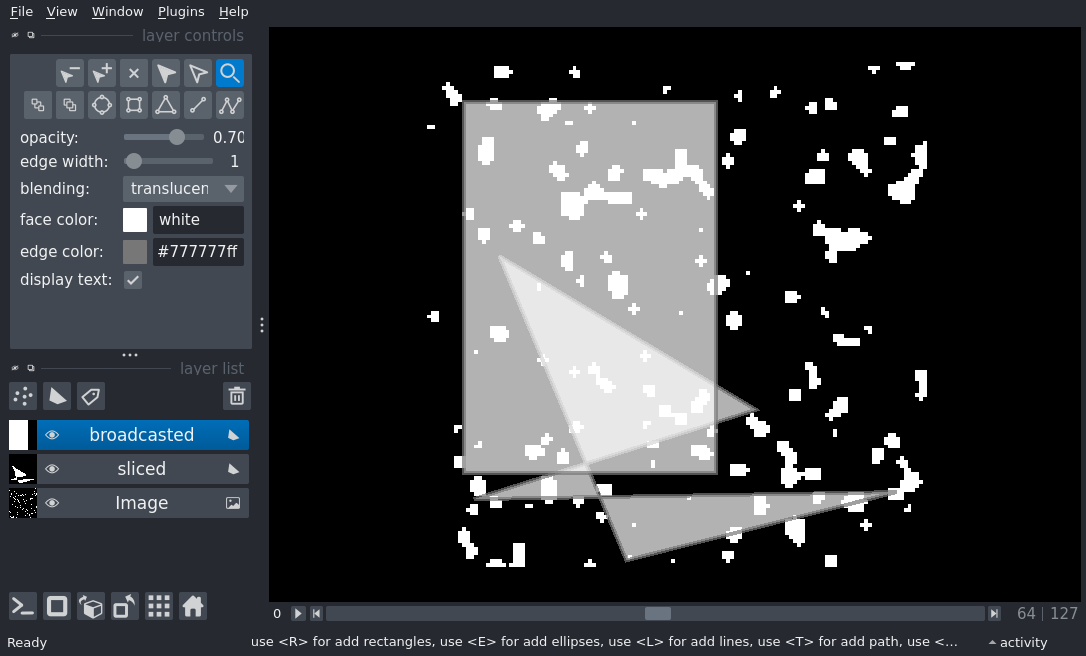 File View Window Plugins Help
layer controls
opacity: 0.70
edge width: 1
blending: translucen
face color: white
edge color: #777777ff
display text:
layer list
broadcasted
sliced
Image
0 64 | 127
Ready use <R> for add rectangles, use <E> for add ellipses, use <L> for add lines, use <T> for add path, use <... activity